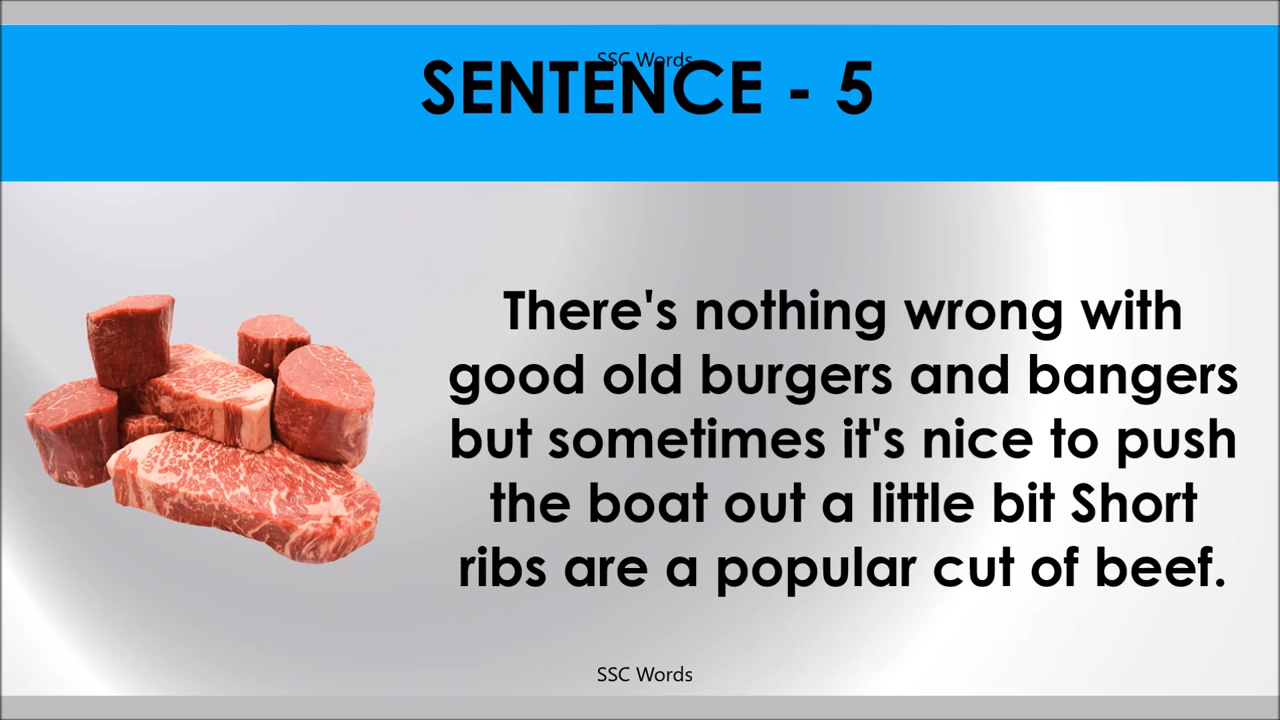 SSC Words
SENTENCE - 5
There's nothing wrong with
good old burgers and bangers
but sometimes it's nice to push
the boat out a little bit Short
ribs are a popular cut of beef.
SSC Words